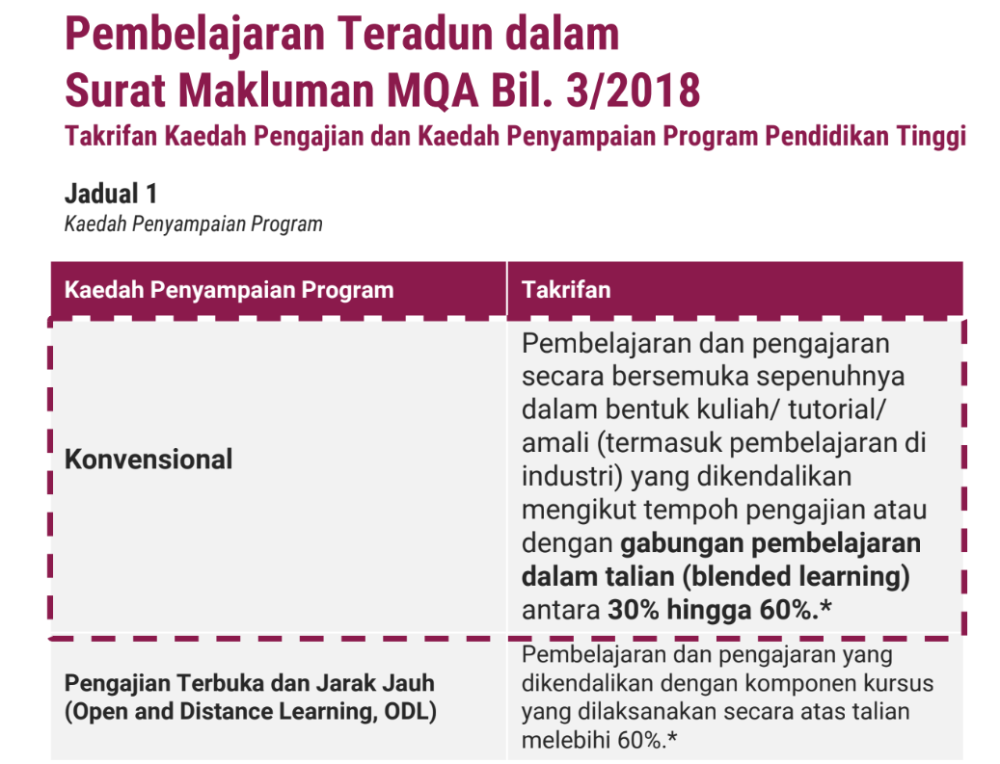 Pembelajaran Teradun dalam
Surat Makluman MQA Bil. 3/2018
Takrifan Kaedah Pengajian dan Kaedah Penyampaian Program Pendidikan Tinggi
Jadual 1
Kaedah Penyampaian Program
Kaedah Penyampaian Program
Takrifan
Konvensional
Pembelajaran dan pengajaran
secara bersemuka sepenuhnya
dalam bentuk kuliah/ tutorial/
amali (termasuk pembelajaran di
industri) yang dikendalikan
mengikut tempoh pengajian atau
dengan gabungan pembelajaran
dalam talian (blended learning)
antara 30% hingga 60%.*
Pengajian Terbuka dan Jarak Jauh
(Open and Distance Learning, ODL)
Pembelajaran dan pengajaran yang
dikendalikan dengan komponen kursus
yang dilaksanakan secara atas talian
melebihi 60%.*